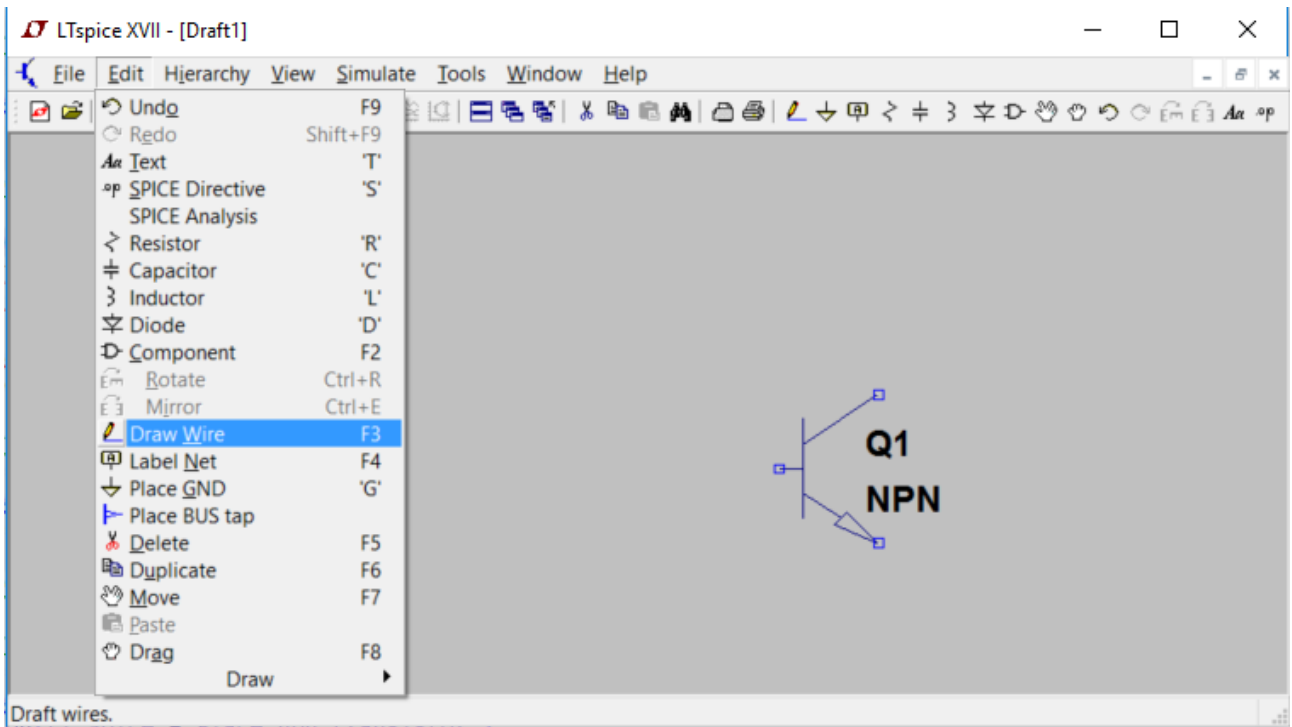 LTspice XVII - [Draft1]
File Edit Hierarchy View Simulate Tools Window Help
Undo F9
Redo Shift+F9
Text 'T'
SPICE Directive 'S'
SPICE Analysis
Resistor 'R'
Capacitor 'C'
Inductor 'L'
Diode 'D'
Component F2
Rotate Ctrl+R
Mirror Ctrl+E
Draw Wire F3
Label Net F4
Place GND 'G'
Place BUS tap
Delete F5
Duplicate F6
Move F7
Paste
Drag F8
Draw
Q1
NPN
Draft wires.